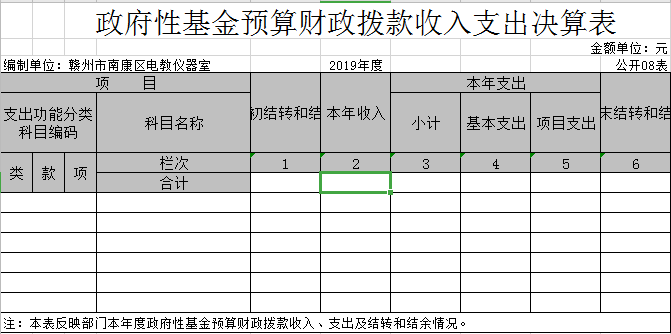 政府性基金预算财政拨款收入支出决算表
金额单位：元
编制单位：赣州市南康区电教仪器室 2019年度 公开08表
项 目 初结转和结 本年收入 本年支出 末结转和结
支出功能分类
科目编码
科目名称 小计 基本支出 项目支出
类 款 项 栏次 1 2 3 4 5 6
合计
注：本表反映部门本年度政府性基金预算财政拨款收入、支出及结转和结余情况。